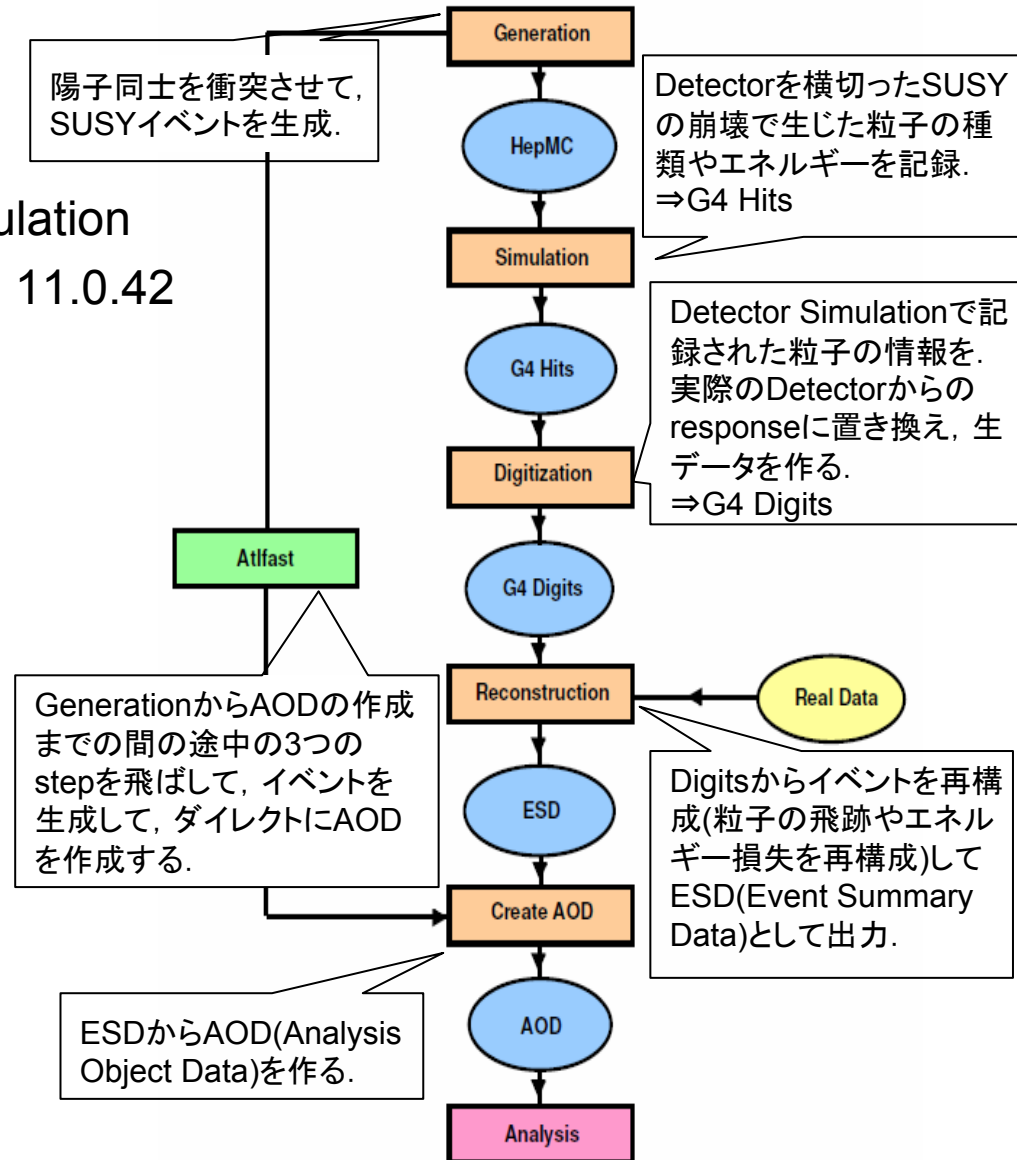 Generation
陽子同士を衝突させて,
SUSYイベントを生成.
HepMC
Detectorを横切ったSUSY
の崩壊で生じた粒子の種
類やエネルギーを記録.
⇒G4 Hits
ulation
11.0.42
Simulation
G4 Hits
Detector Simulationで記
録された粒子の情報を.
実際のDetectorからの
responseに置き換え, 生
データを作る.
⇒G4 Digits
Digitization
Atlfast
G4 Digits
GenerationからAODの作成
までの間の途中の3つの
stepを飛ばして, イベントを
生成して, ダイレクトにAOD
を作成する.
Reconstruction
Real Data
Digitsからイベントを再構
成(粒子の飛跡やエネル
ギー損失を再構成)して
ESD(Event Summary
Data)として出力.
ESD
Create AOD
ESDからAOD(Analysis
Object Data)を作る.
AOD
Analysis